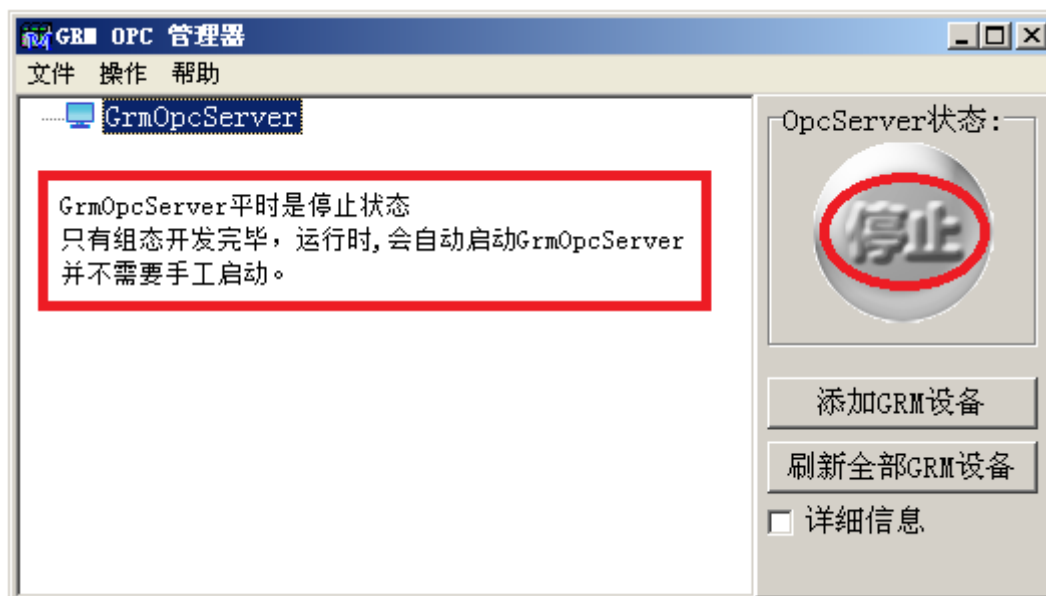 GRM OPC 管理器
文件 操作 帮助
GrmOpcServer
GrmOpcServer平时是停止状态
只有组态开发完毕，运行时,会自动启动GrmOpcServer
并不需要手工启动。
OpcServer状态:
停止
添加GRM设备
刷新全部GRM设备
详细信息